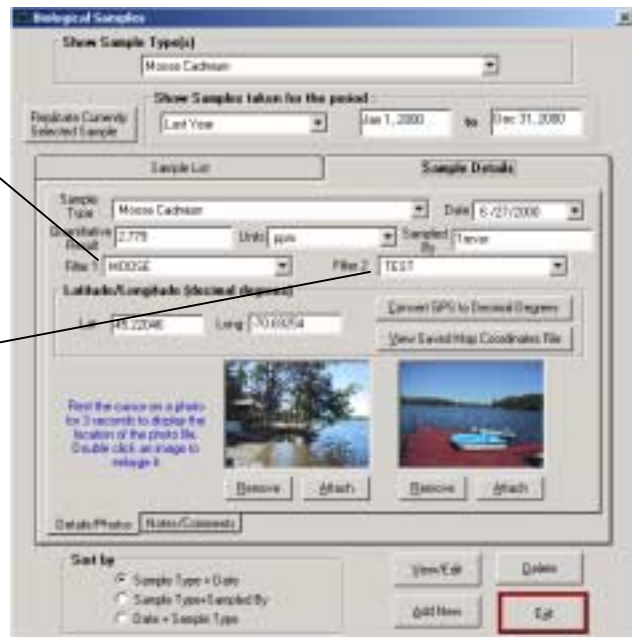 Biological Samples
Show Sample Type(s)
Moose Cadmium
Show Samples taken for the period:
Replicate Currently
Selected Sample
Last Year
Jan 1, 2000 to Dec 31, 2000
Sample List Sample Details
Sample
Type Moose Cadmium Date 6 /27/2000
Quantitative
Result 2.779 Units ppm Sampled
By Trevor
Filter 1 MOOSE Filter 2 TEST
Latitude/Longitude (decimal degrees)
Lat Long
Convert GPS to Decimal Degrees
View Saved Map Coordinates File
Rest the cursor on a photo
for 3 seconds to display the
location of the photo file.
Double click an image to
enlarge it.
Remove Attach Remove Attach
Details/Photos Notes/Comments
Sort by
Sample Type + Date
Sample Type+Sampled By
Date + Sample Type
View/Edit Delete
Add New Exit